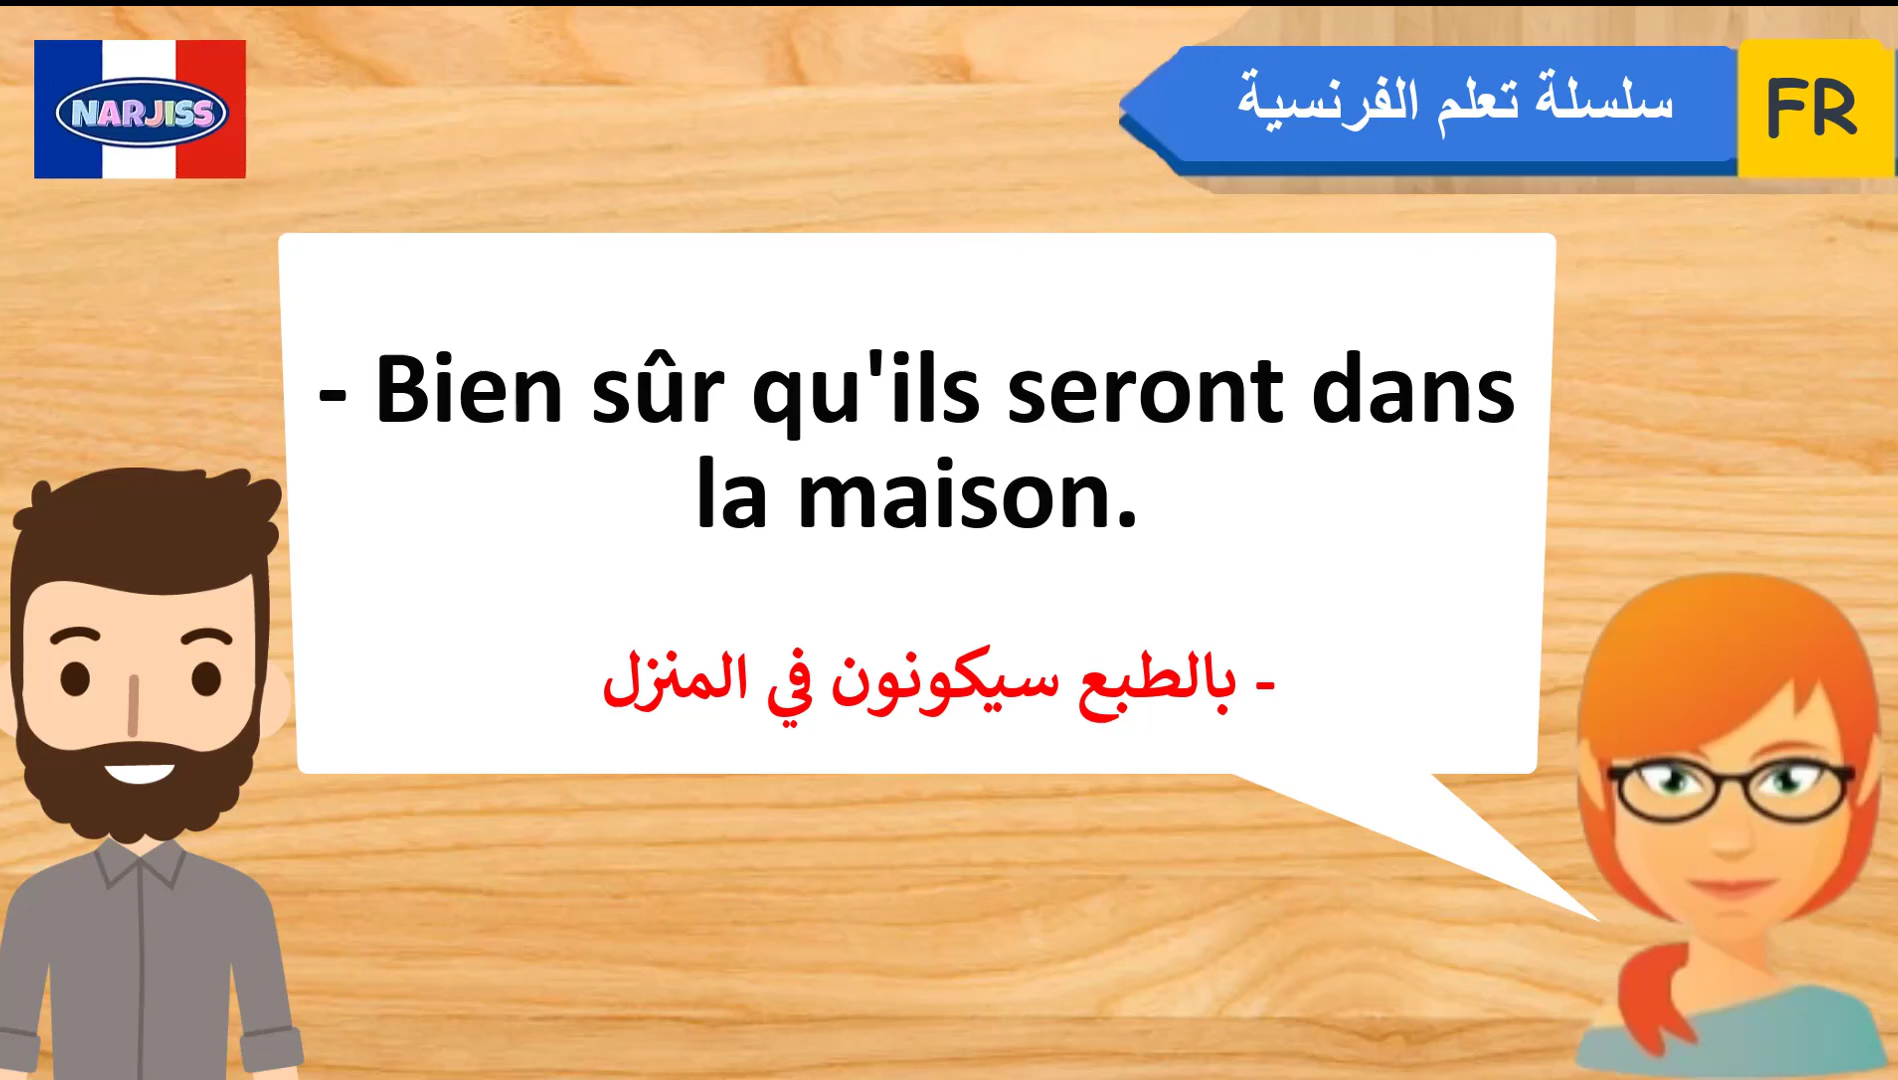 NARJISS
سلسلة تعلم الفرنسية
FR
- Bien sûr qu'ils seront dans
la maison.
- بالطبع سيكونون في المنزل